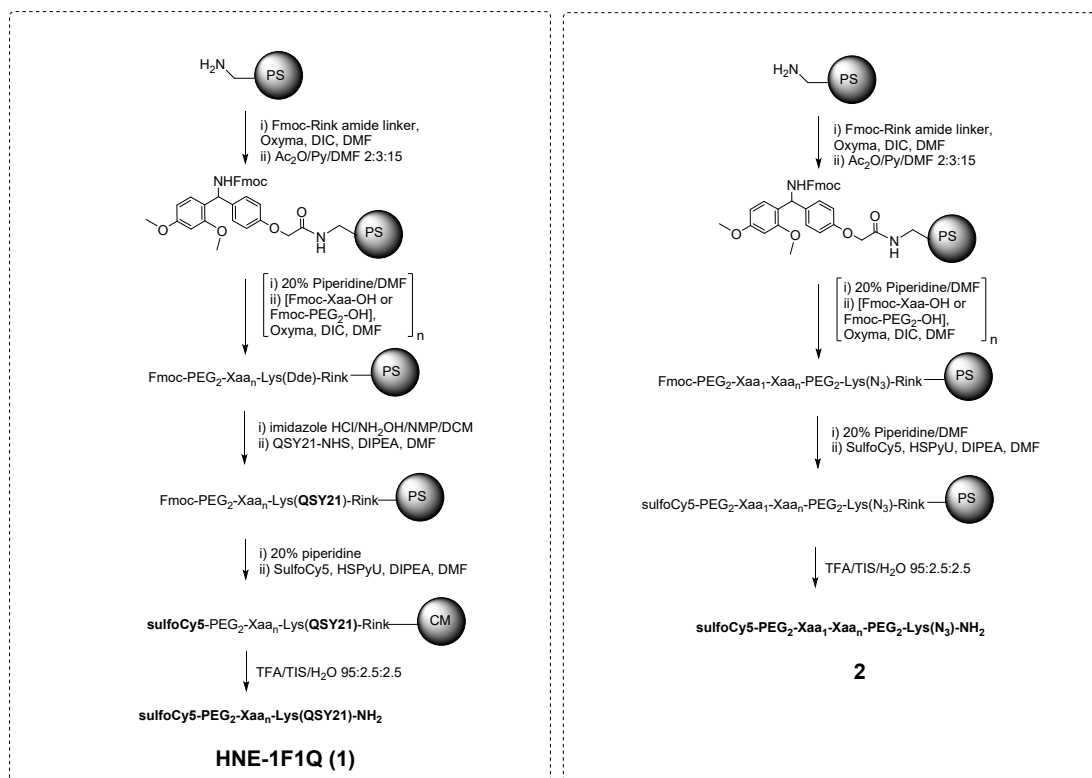 H2N
PS
i) Fmoc-Rink amide linker,
Oxyma, DIC, DMF
ii) Ac2O/Py/DMF 2:3:15
NHFmoc
O
O
O
O
N
H
PS
i) 20% Piperidine/DMF
ii) [Fmoc-Xaa-OH or
Fmoc-PEG2-OH],
Oxyma, DIC, DMF
n
Fmoc-PEG2-Xaan-Lys(Dde)-Rink
PS
i) imidazole HCl/NH2OH/NMP/DCM
ii) QSY21-NHS, DIPEA, DMF
Fmoc-PEG2-Xaan-Lys(QSY21)-Rink
PS
i) 20% piperidine
ii) SulfoCy5, HSPyU, DIPEA, DMF
sulfoCy5-PEG2-Xaan-Lys(QSY21)-Rink
CM
TFA/TIS/H2O 95:2.5:2.5
sulfoCy5-PEG2-Xaan-Lys(QSY21)-NH2
HNE-1F1Q (1)
H2N
PS
i) Fmoc-Rink amide linker,
Oxyma, DIC, DMF
ii) Ac2O/Py/DMF 2:3:15
NHFmoc
O
O
O
O
N
H
PS
i) 20% Piperidine/DMF
ii) [Fmoc-Xaa-OH or
Fmoc-PEG2-OH],
Oxyma, DIC, DMF
n
Fmoc-PEG2-Xaa1-Xaan-PEG2-Lys(N3)-Rink
PS
i) 20% Piperidine/DMF
ii) SulfoCy5, HSPyU, DIPEA, DMF
sulfoCy5-PEG2-Xaa1-Xaan-PEG2-Lys(N3)-Rink
PS
TFA/TIS/H2O 95:2.5:2.5
sulfoCy5-PEG2-Xaa1-Xaan-PEG2-Lys(N3)-NH2
2